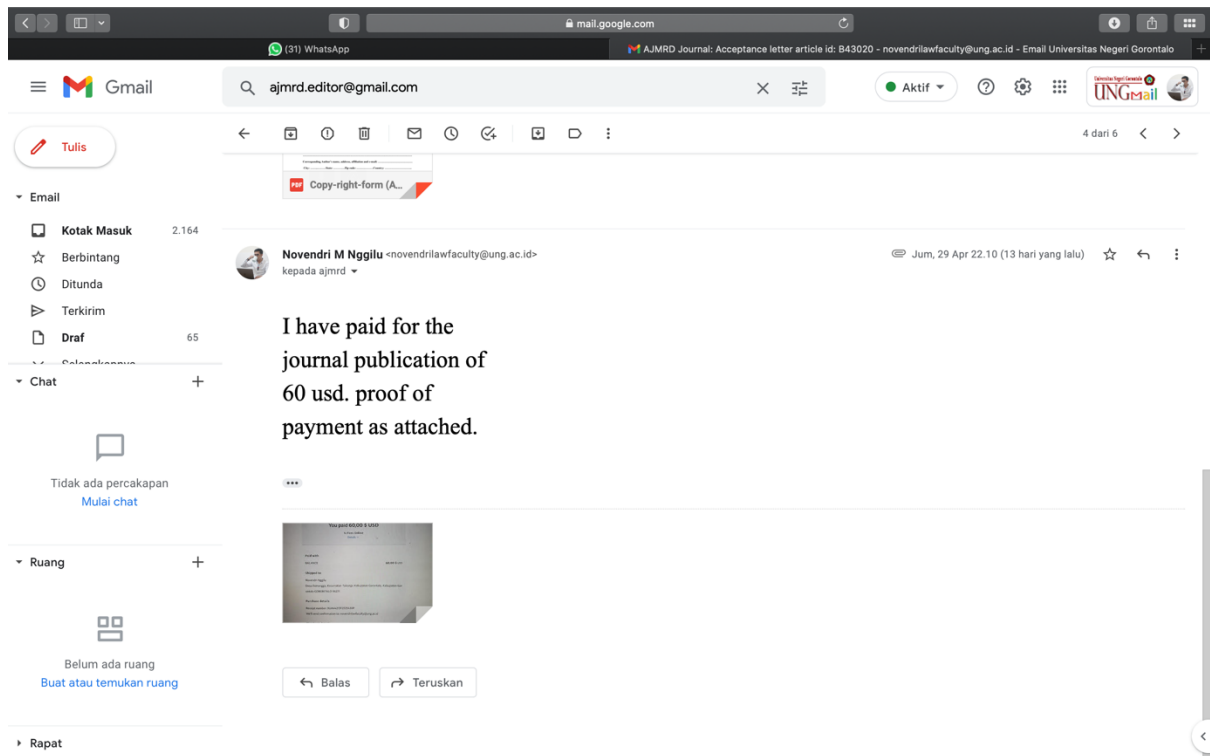 mail.google.com
(31) WhatsApp
AJMRD Journal: Acceptance letter article id: B43020 - novendrilawfaculty@ung.ac.id - Email Universitas Negeri Gorontalo
Gmail
ajmrd.editor@gmail.com
Aktif
Universitas Negeri Gorontalo
UNGMail
Tulis
4 dari 6
PDF Copy-right-form (A...
Email
Kotak Masuk 2.164
Berbintang
Ditunda
Terkirim
Draf 65
Selengkapnya
Novendri M Nggilu <novendrilawfaculty@ung.ac.id>
Jum, 29 Apr 22.10 (13 hari yang lalu)
kepada ajmrd
I have paid for the
journal publication of
60 usd. proof of
payment as attached.
Chat
Tidak ada percakapan
Mulai chat
You paid 60,00 $ USD
Ruang
Belum ada ruang
Buat atau temukan ruang
Balas
Teruskan
Rapat